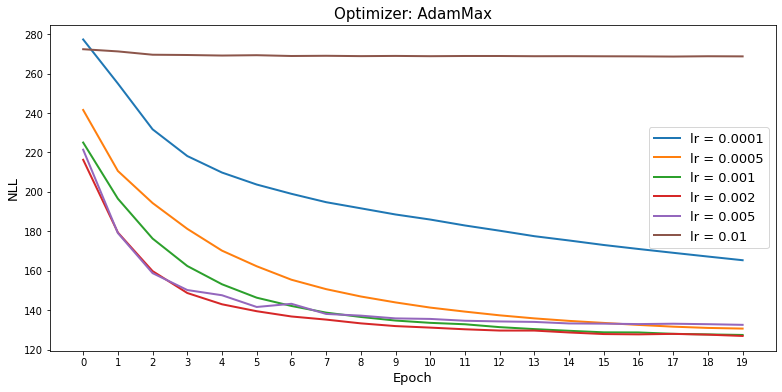 Optimizer: AdamMax
NLL
280
260
240
220
200
180
160
140
120
lr = 0.0001
lr = 0.0005
lr = 0.001
lr = 0.002
lr = 0.005
lr = 0.01
0 1 2 3 4 5 6 7 8 9 10 11 12 13 14 15 16 17 18 19
Epoch